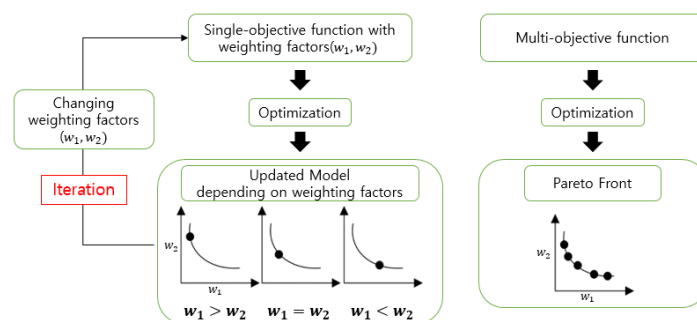 Single-objective function with
weighting factors(w₁, w₂)
Multi-objective function
Changing
weighting factors
(w₁, w₂)
Optimization
Optimization
Iteration
Updated Model
depending on weighting factors
Pareto Front
w₂
w₁
w₂
w₁
w₁ > w₂
w₁ = w₂
w₁ < w₂